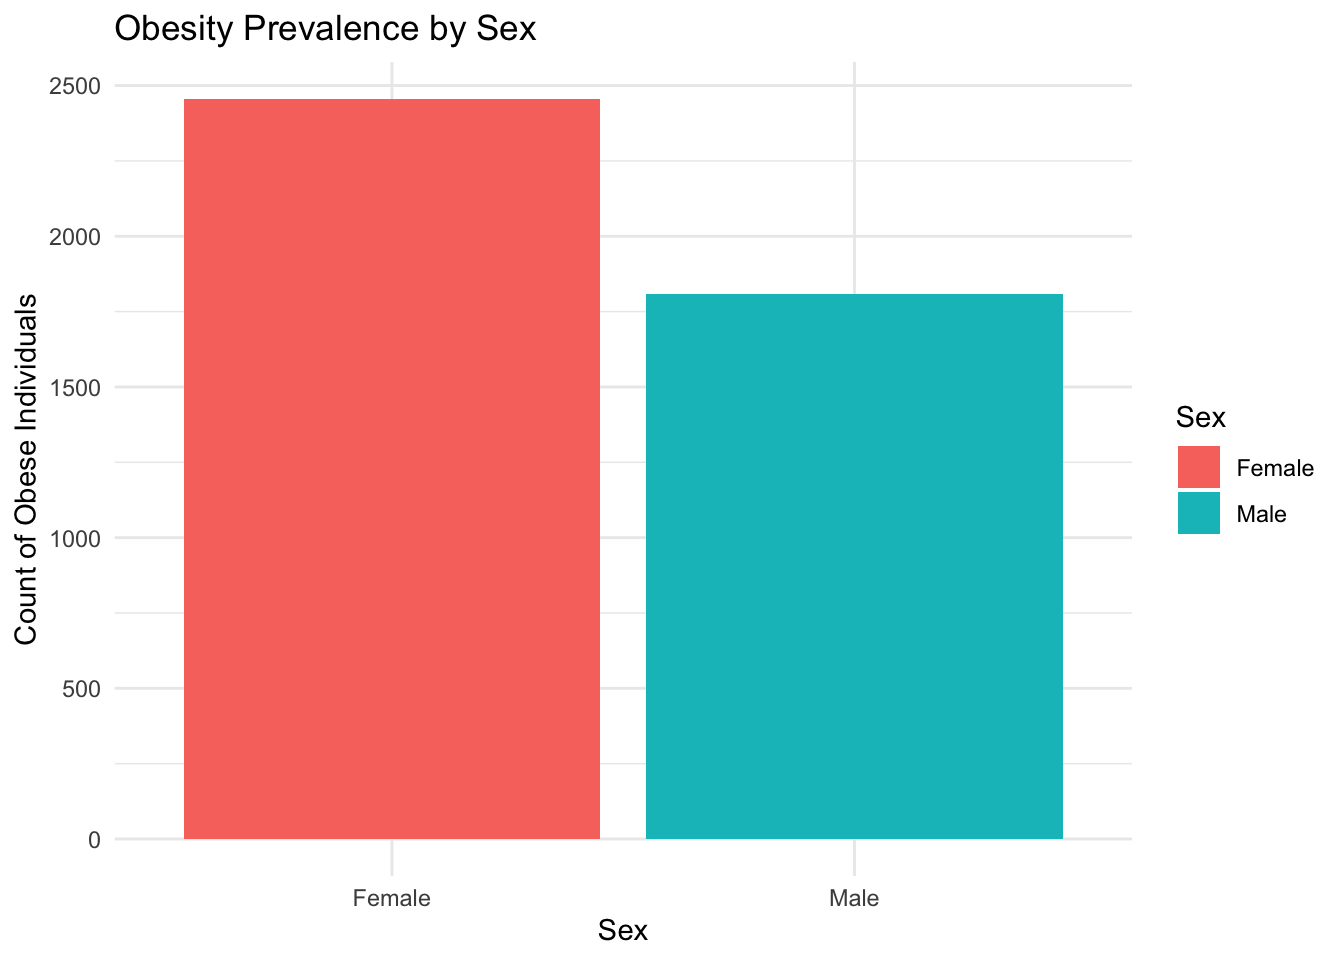 Obesity Prevalence by Sex
Count of Obese Individuals
2500
2000
1500
1000
500
0
Female
Male
Sex
Sex
Female
Male